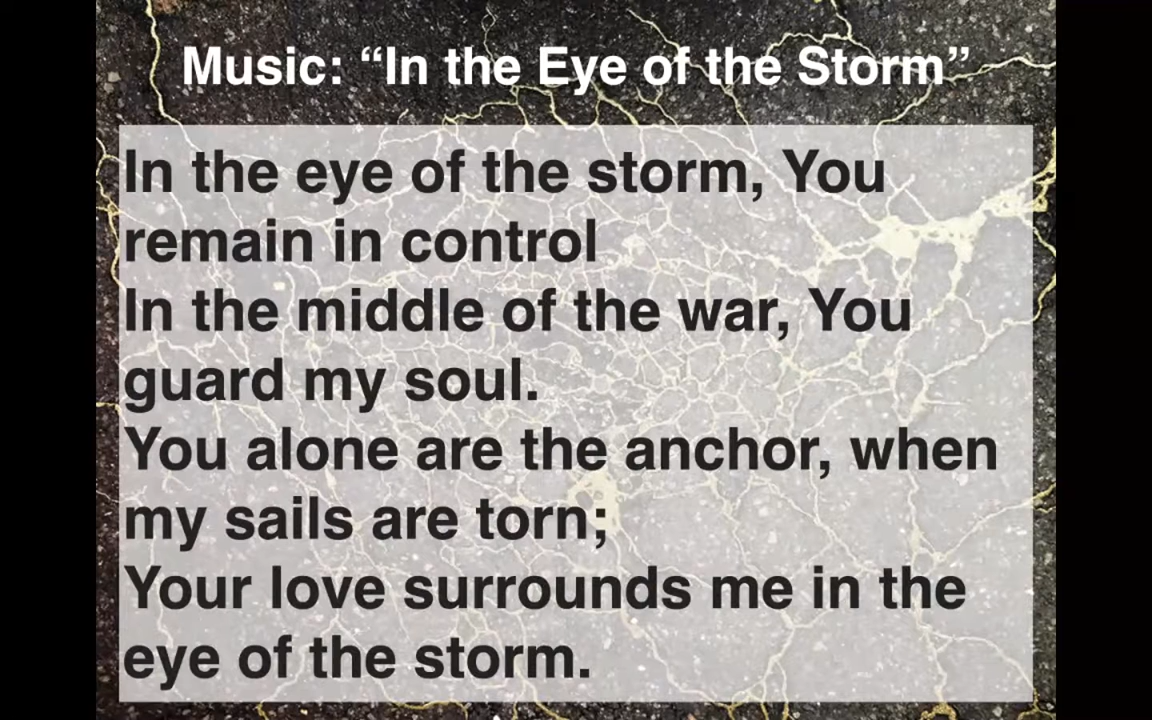 Music: “In the Eye of the Storm”
In the eye of the storm, You
remain in control
In the middle of the war, You
guard my soul.
You alone are the anchor, when
my sails are torn;
Your love surrounds me in the
eye of the storm.